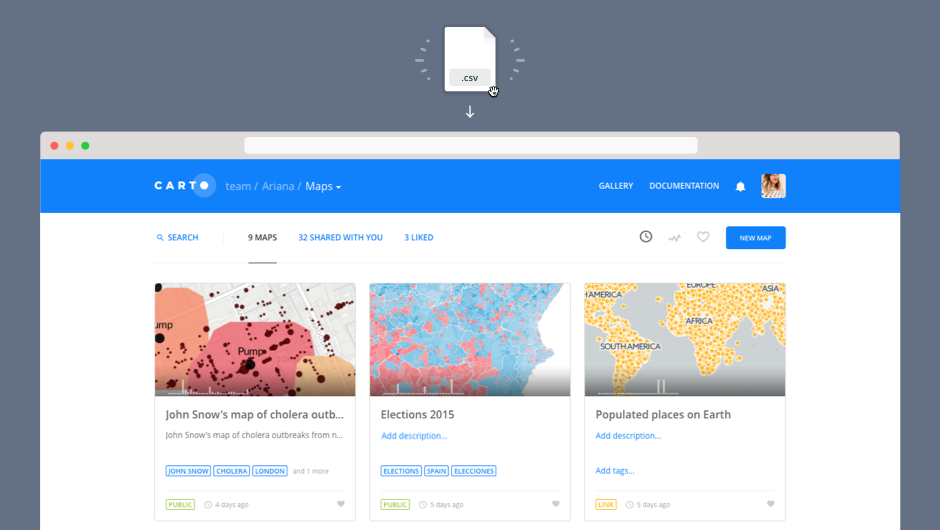 .csv
CARTO team / Ariana / Maps
GALLERY DOCUMENTATION
SEARCH 9 MAPS 32 SHARED WITH YOU 3 LIKED NEW MAP
Pump
EUROPE ASIA
AFRICA
SOUTH AMERICA
John Snow's map of cholera outb...
John Snow's map of cholera outbreaks from n...
JOHN SNOW CHOLERA LONDON and 1 more
PUBLIC 4 days ago
Elections 2015
Add description...
ELECTIONS SPAIN ELECCIONES
PUBLIC 5 days ago
Populated places on Earth
Add description...
Add tags...
LINK 5 days ago